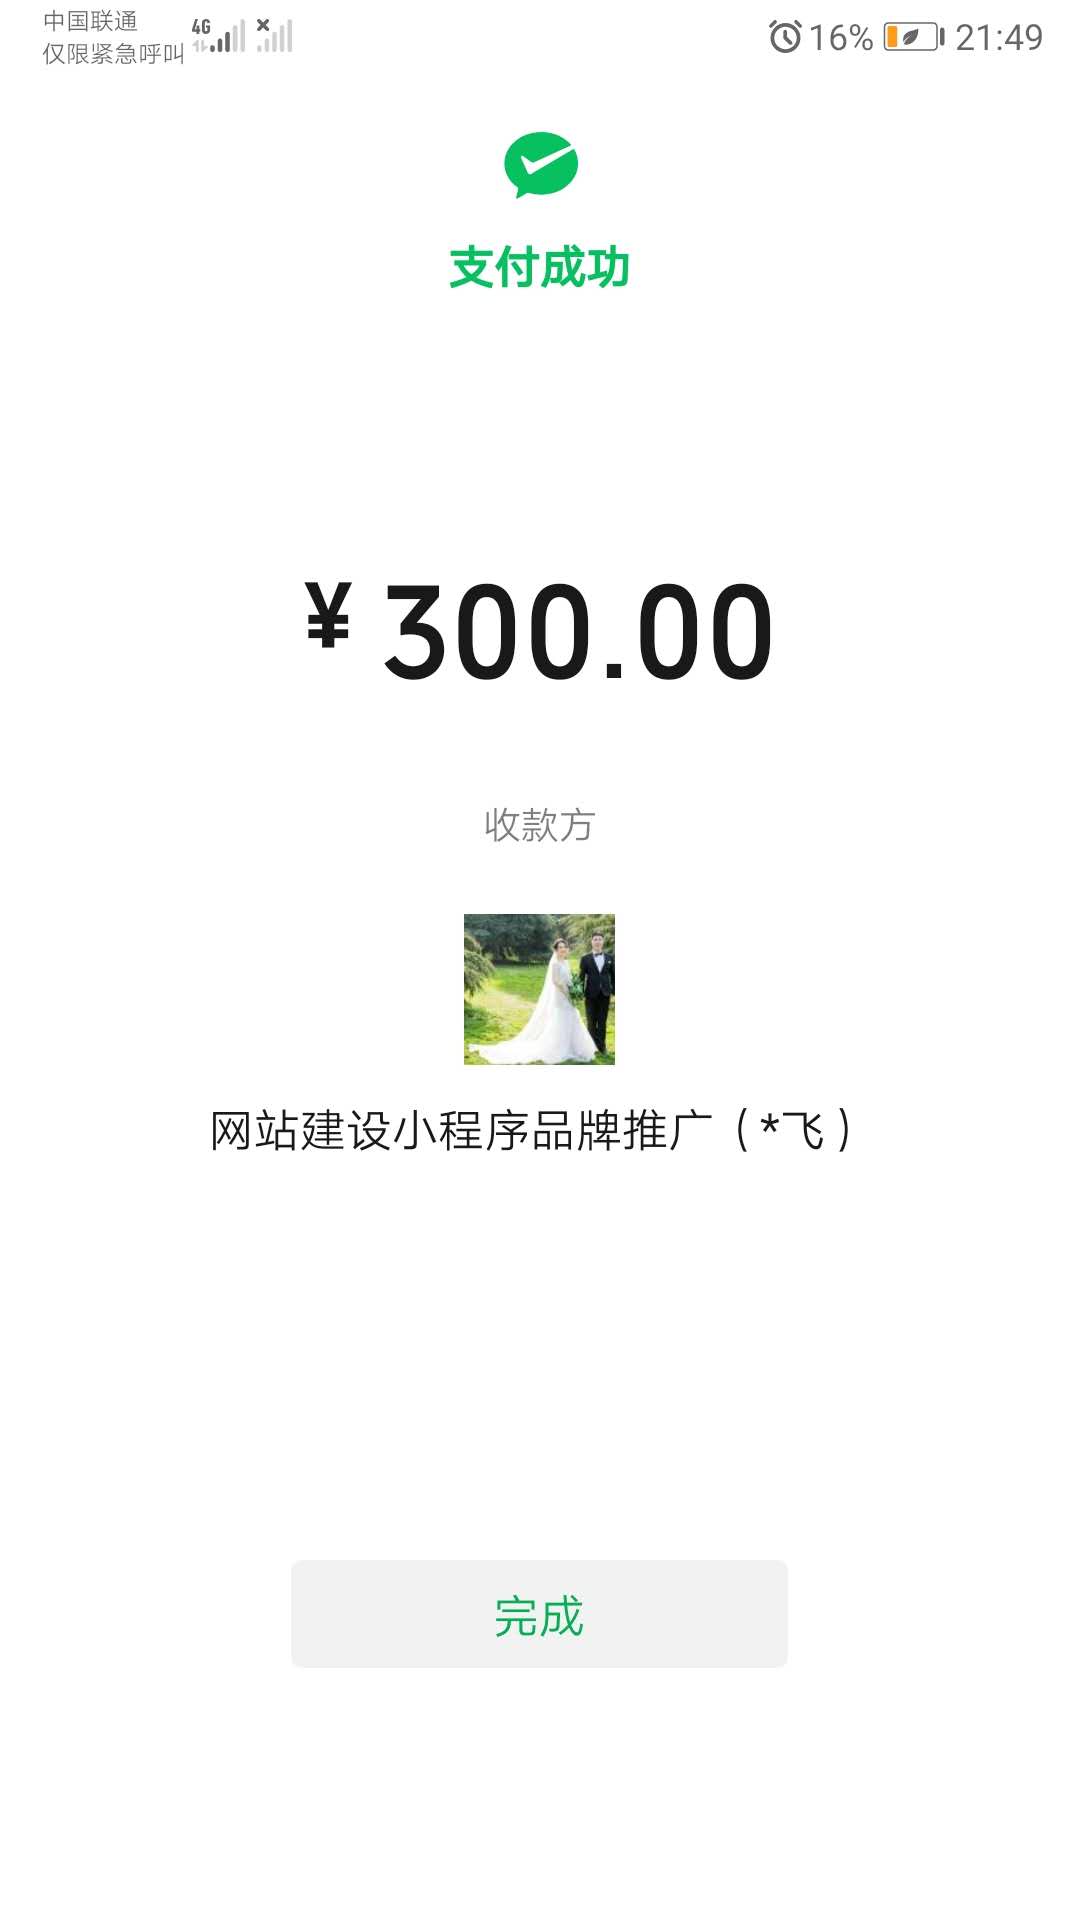 中国联通
仅限紧急呼叫
4G
16%
21:49
支付成功
¥300.00
收款方
网站建设小程序品牌推广（*飞）
完成